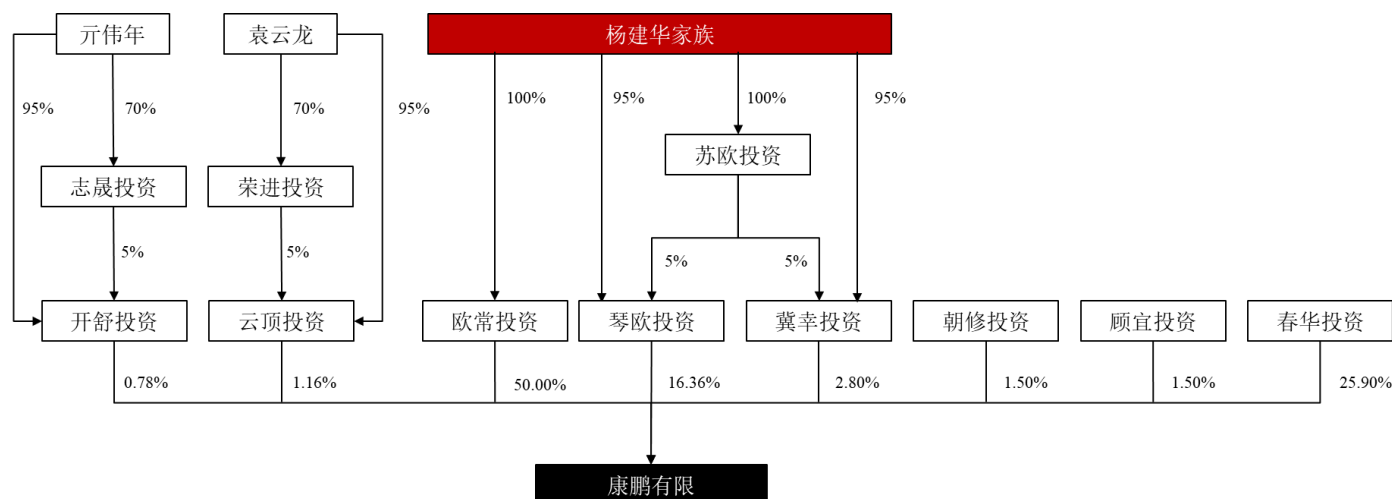 亓伟年
袁云龙
杨建华家族
95%
70%
70%
95%
100%
95%
100%
95%
苏欧投资
志晟投资
荣进投资
5%
5%
5%
5%
开舒投资
云顶投资
欧常投资
琴欧投资
冀幸投资
朝修投资
顾宜投资
春华投资
0.78%
1.16%
50.00%
16.36%
2.80%
1.50%
1.50%
25.90%
康鹏有限